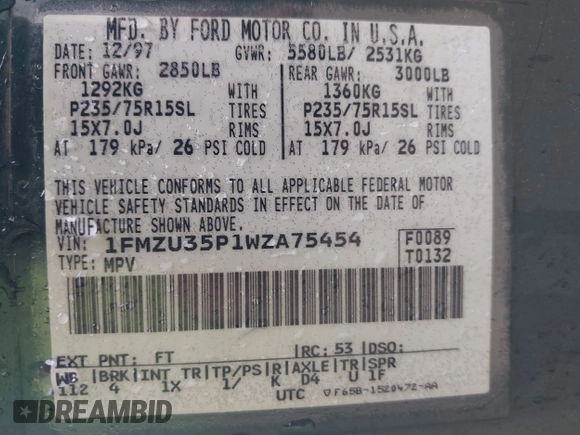 MFD. BY FORD MOTOR CO. IN U.S.A.
DATE: 12/97 GVWR: 5580LB/ 2531KG
FRONT GAWR: 2850LB REAR GAWR: 3000LB
1292KG WITH 1360KG WITH
P235/75R15SL TIRES P235/75R15SL TIRES
15X7.0J RIMS 15X7.0J RIMS
AT 179 kPa/ 26 PSI COLD AT 179 kPa/ 26 PSI COLD
THIS VEHICLE CONFORMS TO ALL APPLICABLE FEDERAL MOTOR
VEHICLE SAFETY STANDARDS IN EFFECT ON THE DATE OF
MANUFACTURE SHOWN ABOVE.
VIN: 1FMZU35P1WZA75454 F0089
TYPE: MPV T0132
EXT PNT: FT RC: 53 DSO:
WB BRK INT TR TP/PS R AXLE TR SPR
112 4 1X 1/ K D4 U 1F
UTC ▽F65B-1520472-AA
EPICARDATA